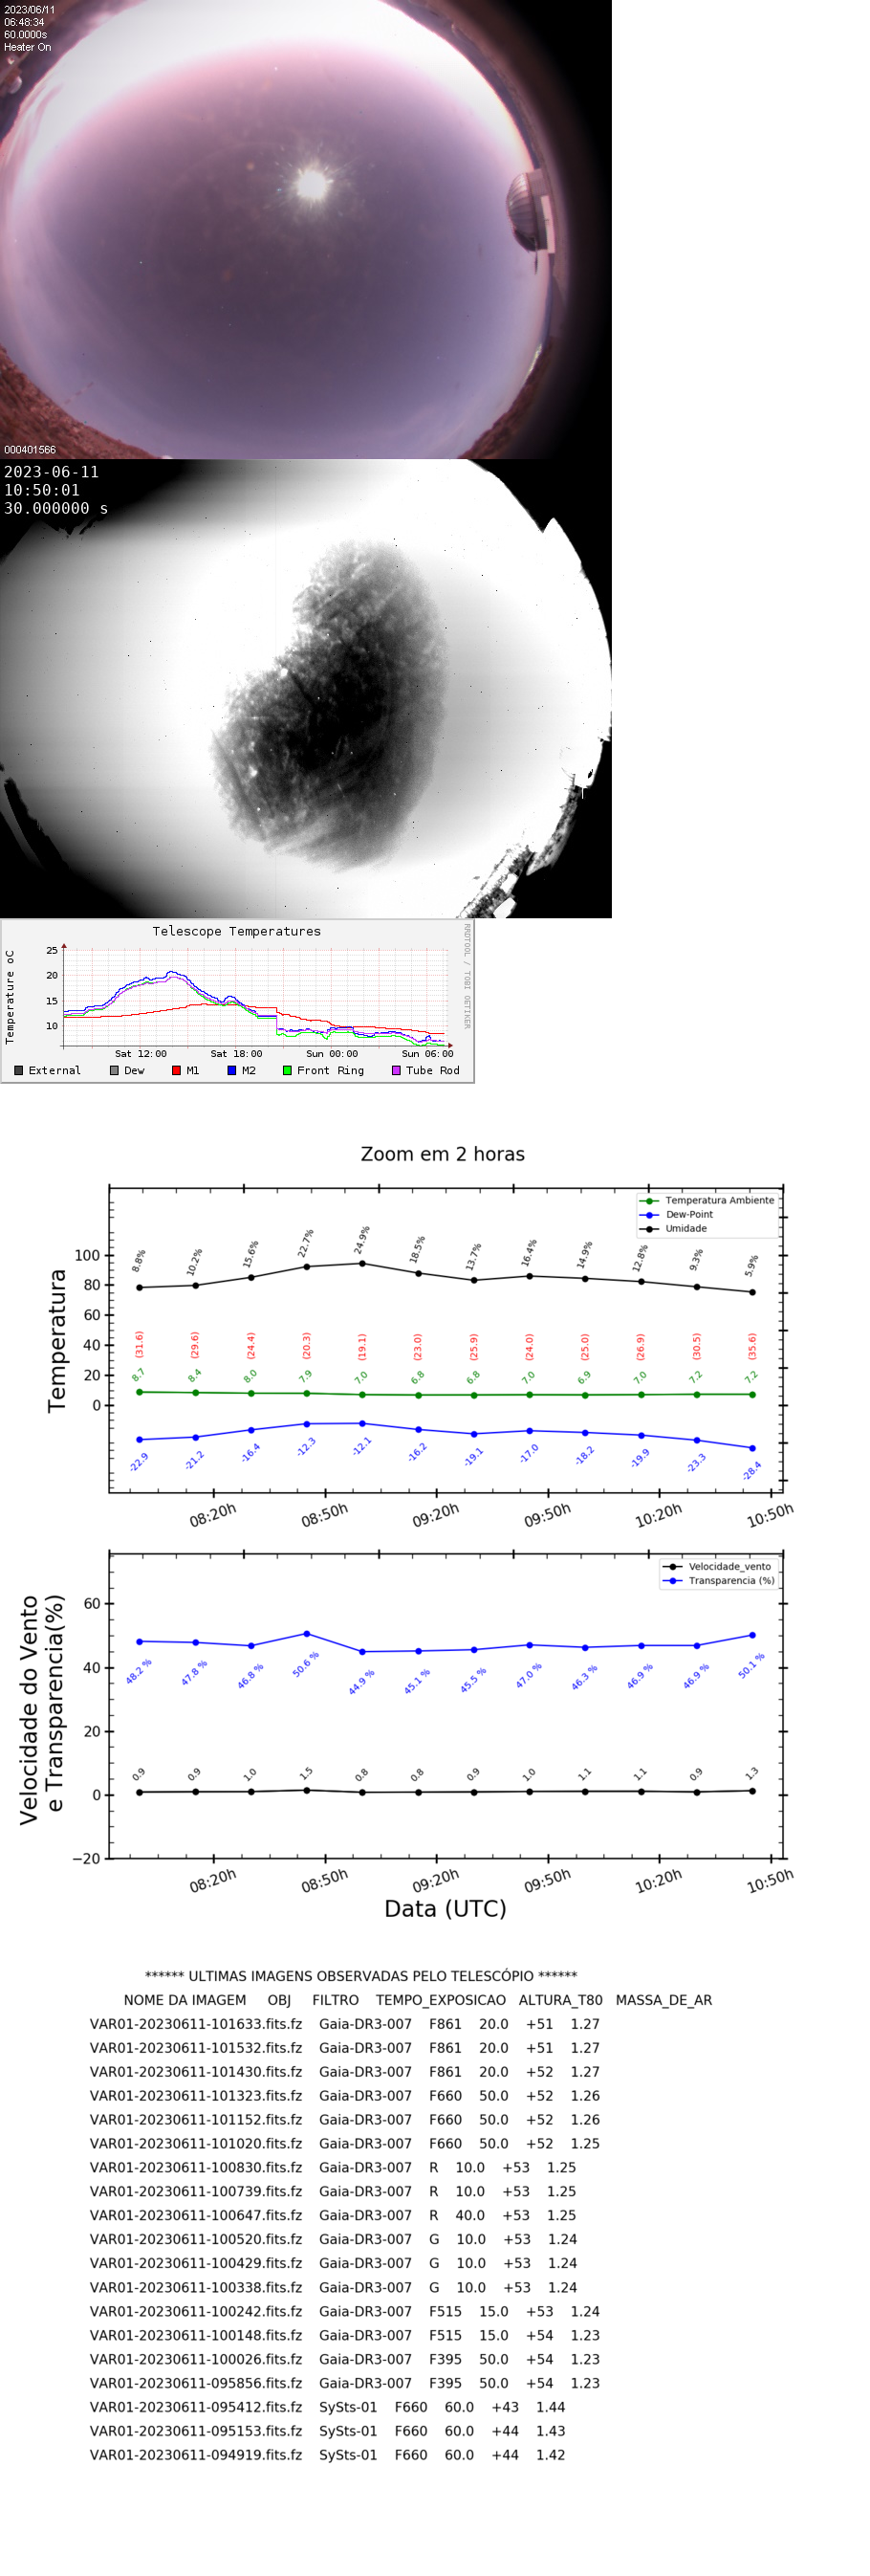 2023/06/11
06:48:34
60.0000s
Heater On
000401566
2023-06-11
10:50:01
30.000000 s
Telescope Temperatures
RRDTOOL / TOBI OETIKER
Temperature oC
25
20
15
10
Sat 12:00 Sat 18:00 Sun 00:00 Sun 06:00
External Dew M1 M2 Front Ring Tube Rod
Zoom em 2 horas
Temperatura Ambiente
Dew-Point
Umidade
Temperatura
100
80
60
40
20
0
8.8% 10.2% 15.6% 22.7% 24.9% 18.5% 13.7% 16.4% 14.9% 12.8% 9.3% 5.9%
(31.6) (29.6) (24.4) (20.3) (19.1) (23.0) (25.9) (24.0) (25.0) (26.9) (30.5) (35.6)
8.7 8.4 8.0 7.9 7.0 6.8 6.8 7.0 6.9 7.0 7.2 7.2
-22.9 -21.2 -16.4 -12.3 -12.1 -16.2 -19.1 -17.0 -18.2 -19.9 -23.3 -28.4
08:20h 08:50h 09:20h 09:50h 10:20h 10:50h
Velocidade_vento
Transparencia (%)
Velocidade do Vento
e Transparencia(%)
60
40
20
0
−20
48.2 % 47.8 % 46.8 % 50.6 % 44.9 % 45.1 % 45.5 % 47.0 % 46.3 % 46.9 % 46.9 % 50.1 %
0.9 0.9 1.0 1.5 0.8 0.8 0.9 1.0 1.1 1.1 0.9 1.3
08:20h 08:50h 09:20h 09:50h 10:20h 10:50h
Data (UTC)
****** ULTIMAS IMAGENS OBSERVADAS PELO TELESCÓPIO ******
NOME DA IMAGEM OBJ FILTRO TEMPO_EXPOSICAO ALTURA_T80 MASSA_DE_AR
VAR01-20230611-101633.fits.fz Gaia-DR3-007 F861 20.0 +51 1.27
VAR01-20230611-101532.fits.fz Gaia-DR3-007 F861 20.0 +51 1.27
VAR01-20230611-101430.fits.fz Gaia-DR3-007 F861 20.0 +52 1.27
VAR01-20230611-101323.fits.fz Gaia-DR3-007 F660 50.0 +52 1.26
VAR01-20230611-101152.fits.fz Gaia-DR3-007 F660 50.0 +52 1.26
VAR01-20230611-101020.fits.fz Gaia-DR3-007 F660 50.0 +52 1.25
VAR01-20230611-100830.fits.fz Gaia-DR3-007 R 10.0 +53 1.25
VAR01-20230611-100739.fits.fz Gaia-DR3-007 R 10.0 +53 1.25
VAR01-20230611-100647.fits.fz Gaia-DR3-007 R 40.0 +53 1.25
VAR01-20230611-100520.fits.fz Gaia-DR3-007 G 10.0 +53 1.24
VAR01-20230611-100429.fits.fz Gaia-DR3-007 G 10.0 +53 1.24
VAR01-20230611-100338.fits.fz Gaia-DR3-007 G 10.0 +53 1.24
VAR01-20230611-100242.fits.fz Gaia-DR3-007 F515 15.0 +53 1.24
VAR01-20230611-100148.fits.fz Gaia-DR3-007 F515 15.0 +54 1.23
VAR01-20230611-100026.fits.fz Gaia-DR3-007 F395 50.0 +54 1.23
VAR01-20230611-095856.fits.fz Gaia-DR3-007 F395 50.0 +54 1.23
VAR01-20230611-095412.fits.fz SySts-01 F660 60.0 +43 1.44
VAR01-20230611-095153.fits.fz SySts-01 F660 60.0 +44 1.43
VAR01-20230611-094919.fits.fz SySts-01 F660 60.0 +44 1.42